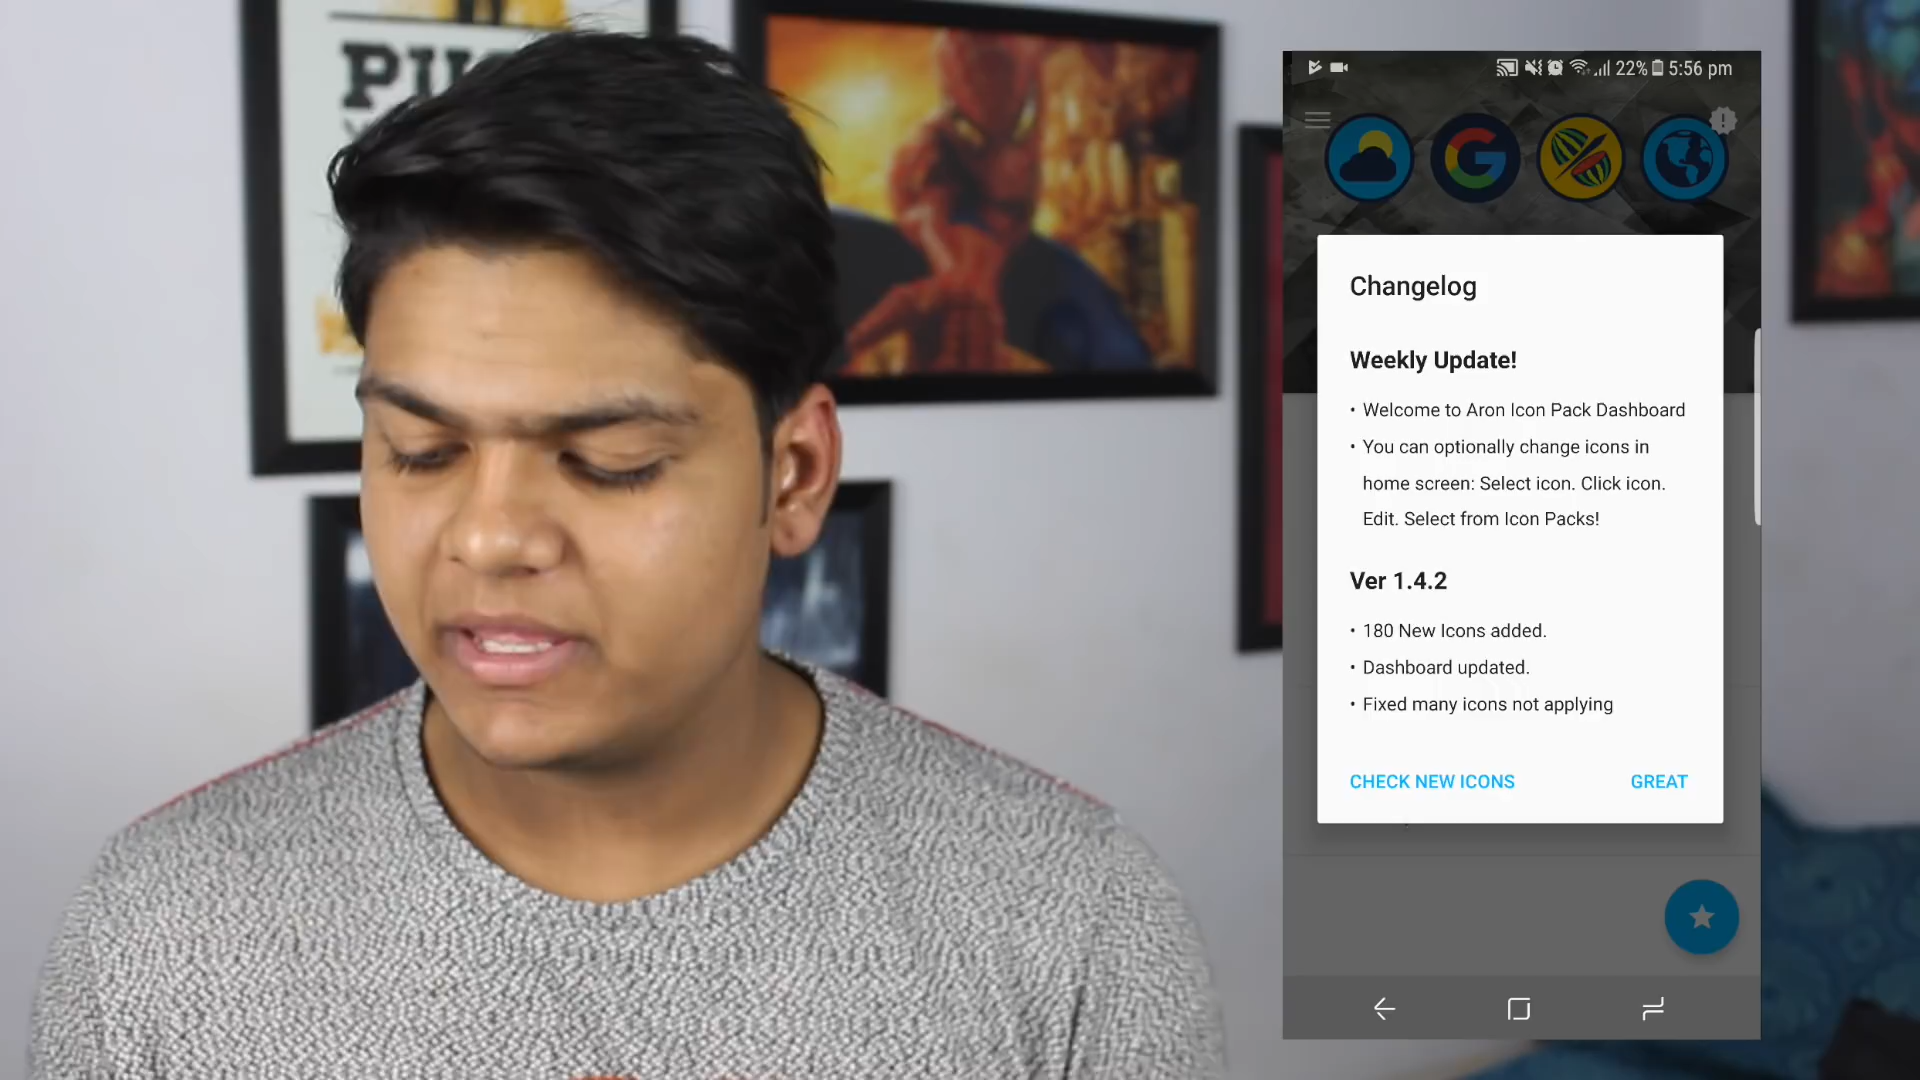 22% 5:56 pm
Changelog
Weekly Update!
• Welcome to Aron Icon Pack Dashboard
• You can optionally change icons in
home screen: Select icon. Click icon.
Edit. Select from Icon Packs!
Ver 1.4.2
• 180 New Icons added.
• Dashboard updated.
• Fixed many icons not applying
CHECK NEW ICONS GREAT